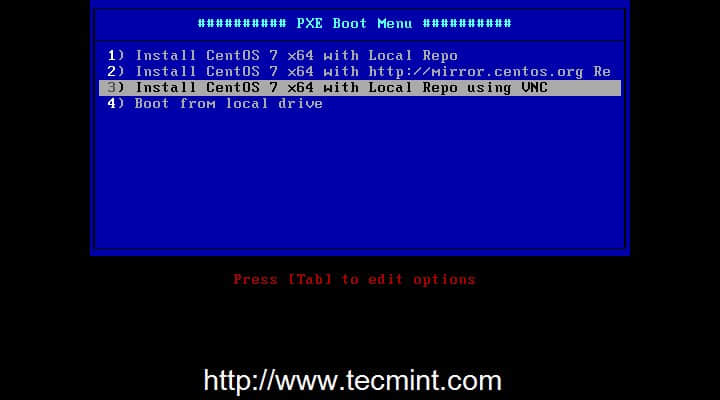 ########## PXE Boot Menu ##########
1) Install CentOS 7 x64 with Local Repo
2) Install CentOS 7 x64 with http://mirror.centos.org Re
3) Install CentOS 7 x64 with Local Repo using VNC
4) Boot from local drive
Press [Tab] to edit options
http://www.tecmint.com